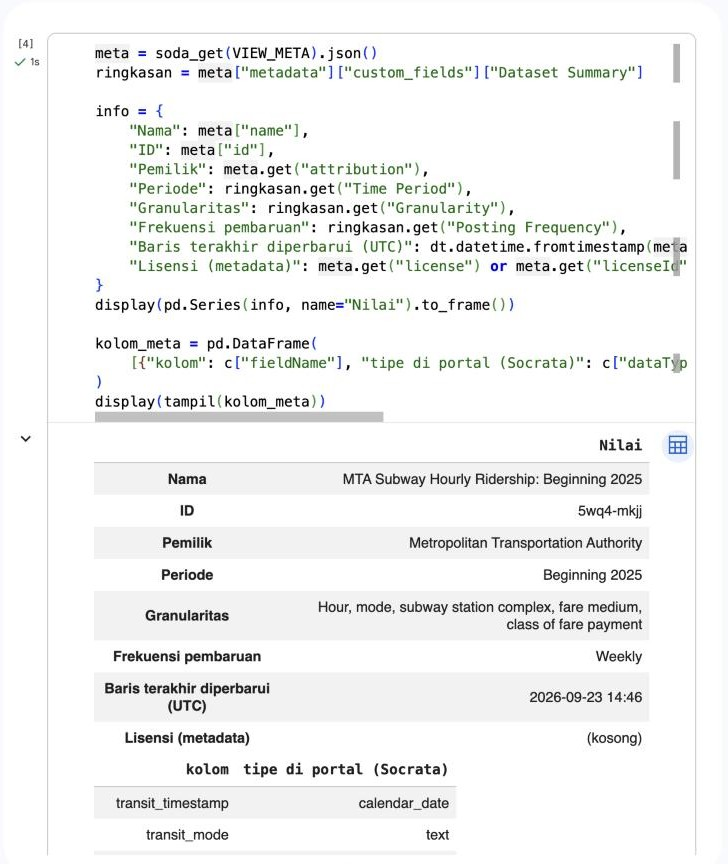 [4]
1s
meta = soda_get(VIEW_META).json()
ringkasan = meta["metadata"]["custom_fields"]["Dataset Summary"]
info = {
"Nama": meta["name"],
"ID": meta["id"],
"Pemilik": meta.get("attribution"),
"Periode": ringkasan.get("Time Period"),
"Granularitas": ringkasan.get("Granularity"),
"Frekuensi pembaruan": ringkasan.get("Posting Frequency"),
"Baris terakhir diperbarui (UTC)": dt.datetime.fromtimestamp(meta
"Lisensi (metadata)": meta.get("license") or meta.get("licenseId"
}
display(pd.Series(info, name="Nilai").to_frame())
kolom_meta = pd.DataFrame(
[{"kolom": c["fieldName"], "tipe di portal (Socrata)": c["dataTyp
)
display(tampil(kolom_meta))
Nilai
Nama MTA Subway Hourly Ridership: Beginning 2025
ID 5wq4-mkjj
Pemilik Metropolitan Transportation Authority
Periode Beginning 2025
Granularitas Hour, mode, subway station complex, fare medium,
class of fare payment
Frekuensi pembaruan Weekly
Baris terakhir diperbarui
(UTC) 2026-09-23 14:46
Lisensi (metadata) (kosong)
kolom tipe di portal (Socrata)
transit_timestamp calendar_date
transit_mode text